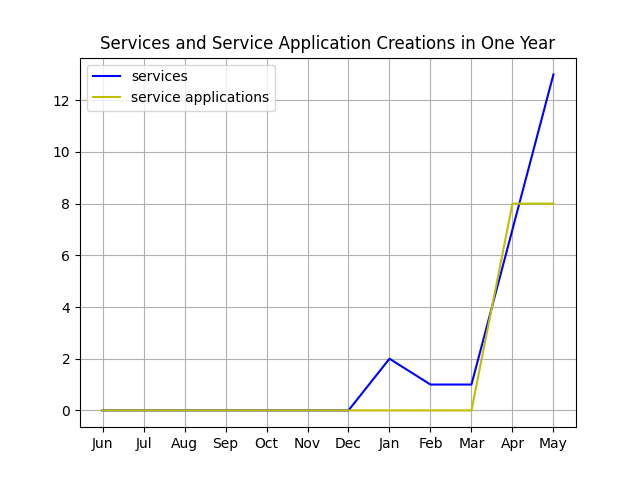 Services and Service Application Creations in One Year
services
service applications
12
10
8
6
4
2
0
Jun Jul Aug Sep Oct Nov Dec Jan Feb Mar Apr May